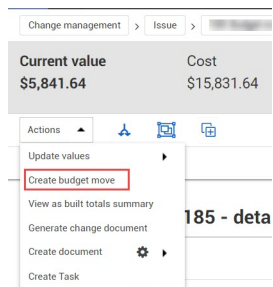 Change management > Issue >
Current value Cost
$5,841.64 $15,831.64
Actions
Update values
Create budget move
View as built totals summary
185 - deta
Generate change document
Create document
Create Task